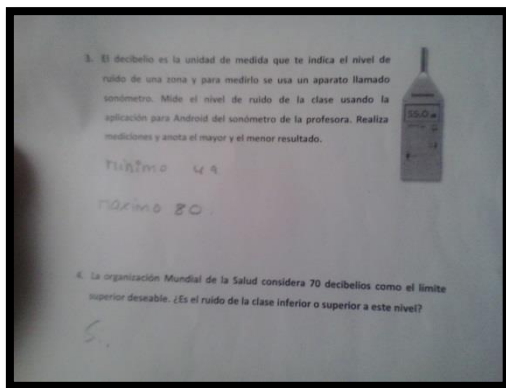 3. El decibelio es la unidad de medida que te indica el nivel de
ruido de una zona y para medirlo se usa un aparato llamado
sonómetro. Mide el nivel de ruido de la clase usando la
aplicación para Android del sonómetro de la profesora. Realiza
mediciones y anota el mayor y el menor resultado.
55.0
minimo 49
maximo 80.
4. La organización Mundial de la Salud considera 70 decibelios como el límite
superior deseable. ¿Es el ruido de la clase inferior o superior a este nivel?